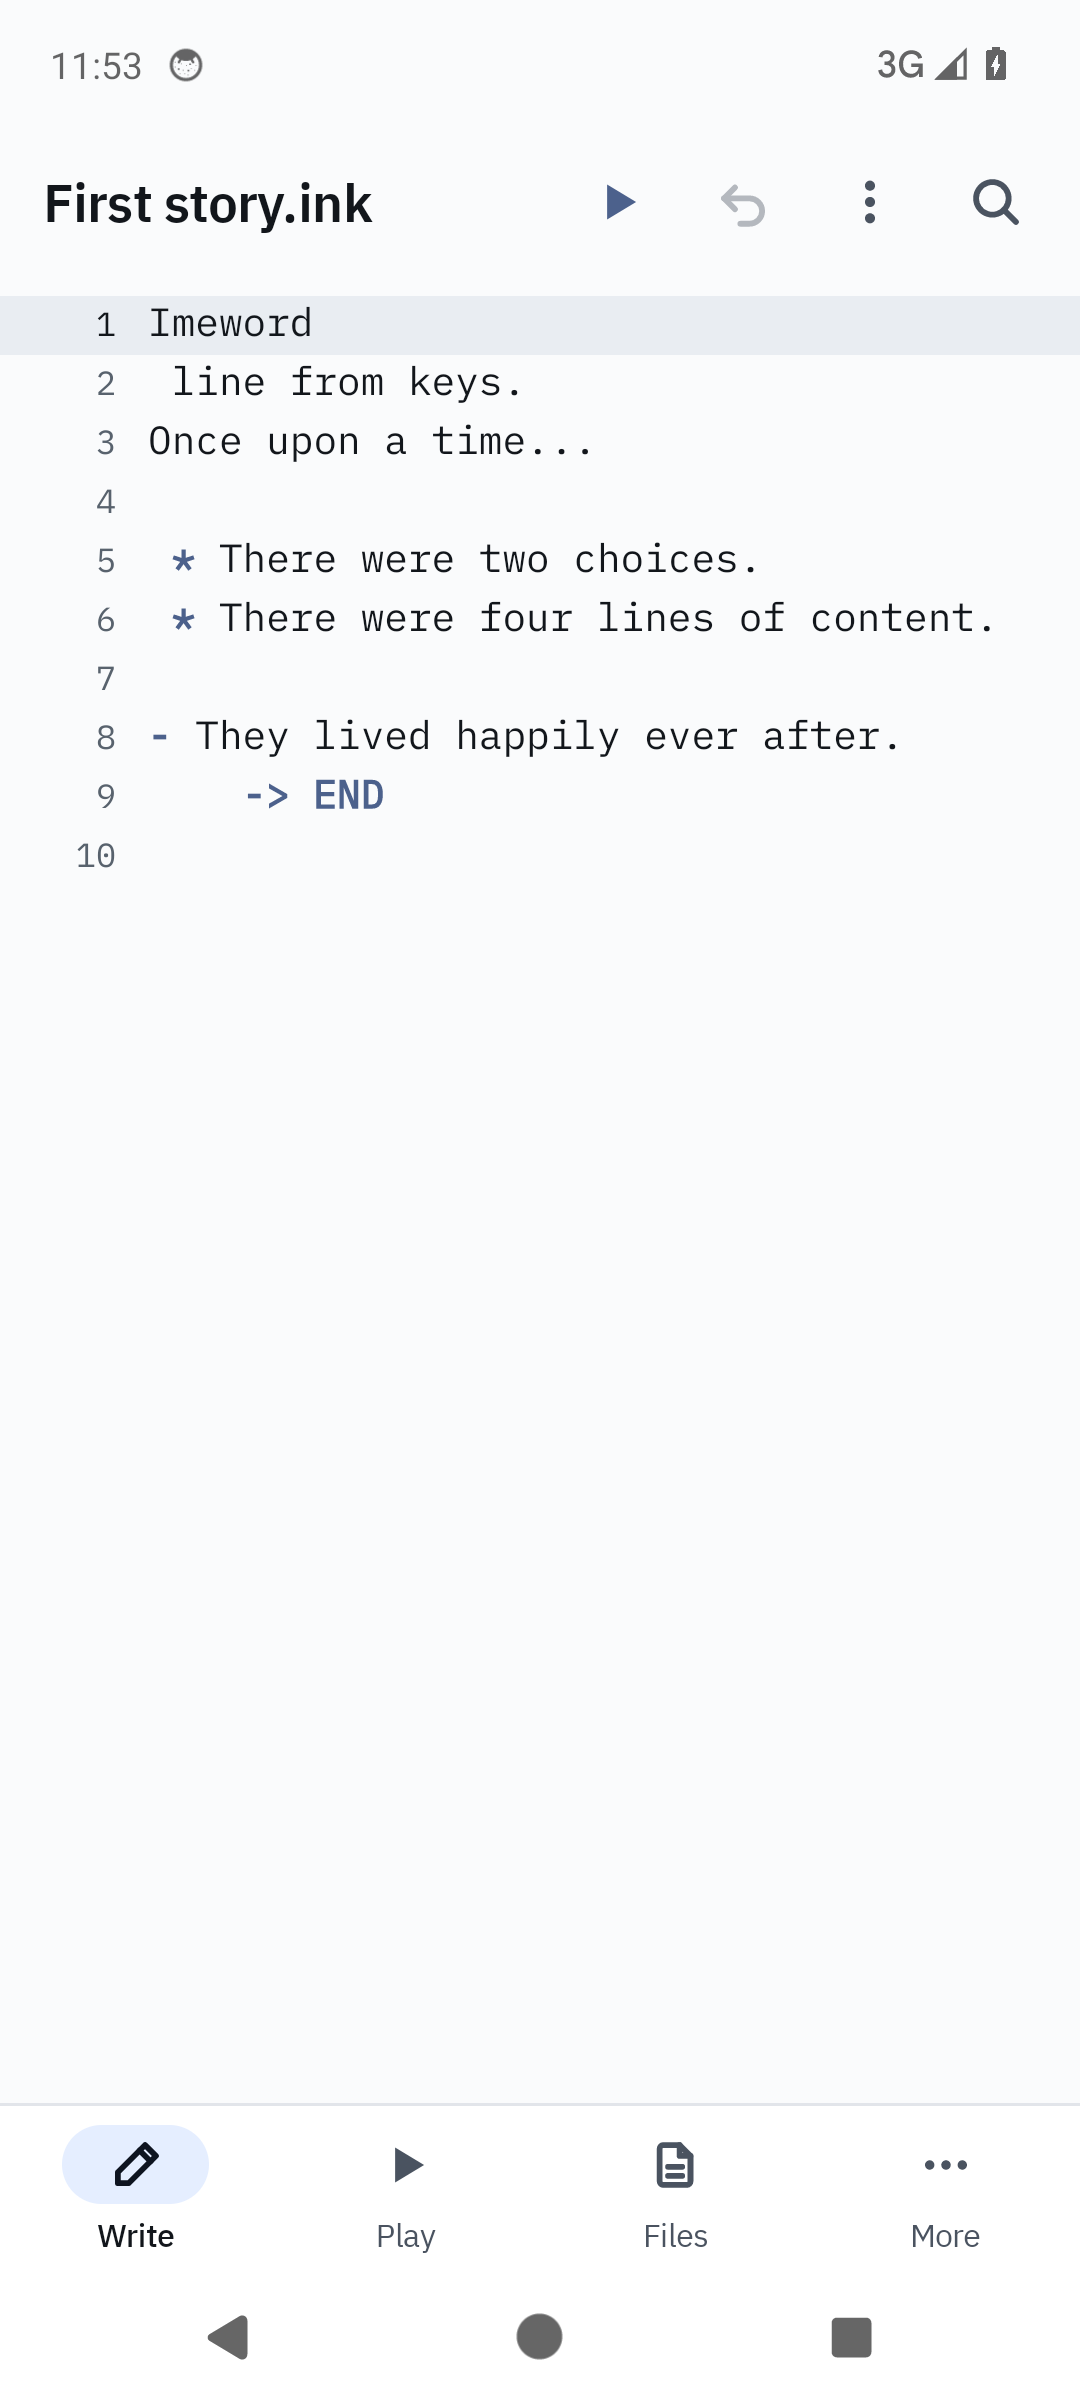 11:53 3G
First story.ink
1 Imeword
2  line from keys.
3 Once upon a time...
4
5  * There were two choices.
6  * There were four lines of content.
7
8 - They lived happily ever after.
9     -> END
10
Write Play Files More